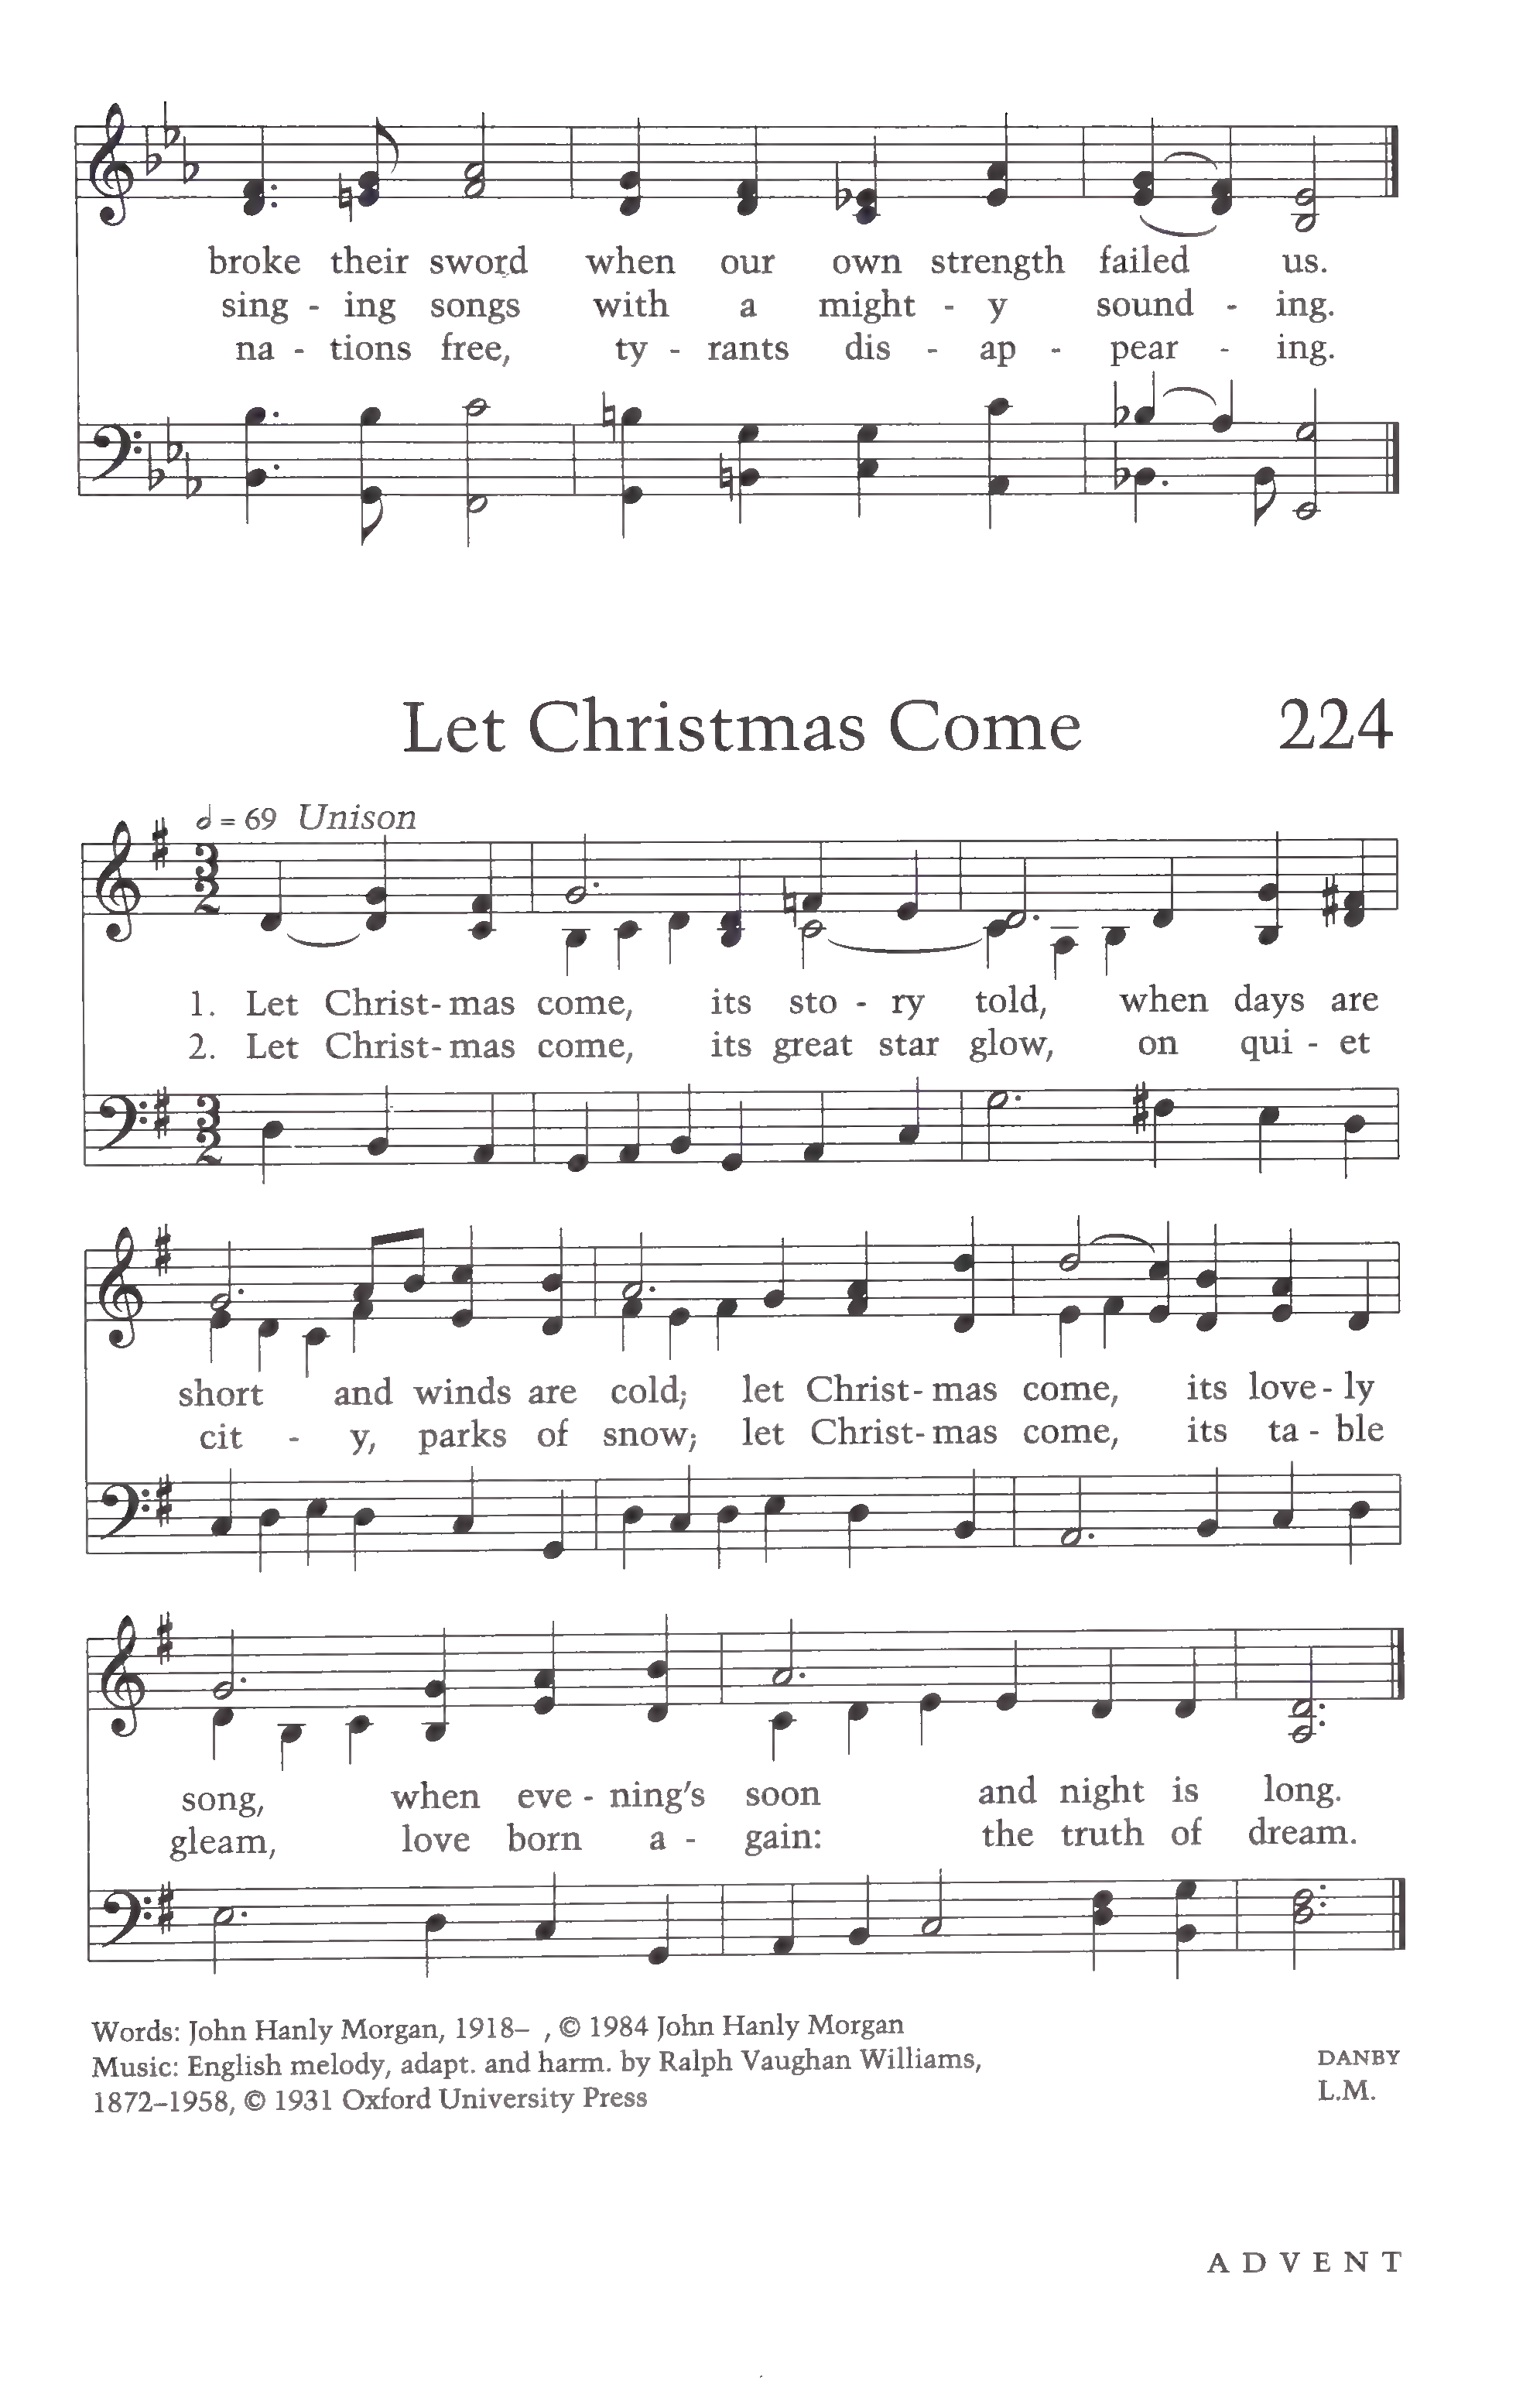 broke their sword when our own strength failed us.
sing - ing songs with a might - y sound - ing.
na - tions free, ty - rants dis - ap - pear - ing.
Let Christmas Come 224
= 69 Unison
1. Let Christ- mas come, its sto - ry told, when days are
2. Let Christ- mas come, its great star glow, on qui - et
short and winds are cold; let Christ- mas come, its love - ly
cit - y, parks of snow; let Christ- mas come, its ta - ble
song, when eve - ning's soon and night is long.
gleam, love born a - gain: the truth of dream.
Words: John Hanly Morgan, 1918– , © 1984 John Hanly Morgan
Music: English melody, adapt. and harm. by Ralph Vaughan Williams,
1872–1958, © 1931 Oxford University Press
DANBY
L.M.
ADVENT